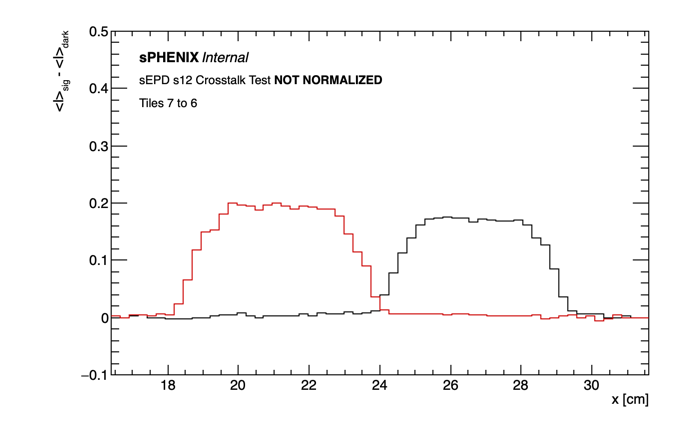 0.5
<I>sig - <I>dark
sPHENIX Internal
sEPD s12 Crosstalk Test NOT NORMALIZED
0.4
Tiles 7 to 6
0.3
0.2
0.1
0
−0.1
18 20 22 24 26 28 30
x [cm]